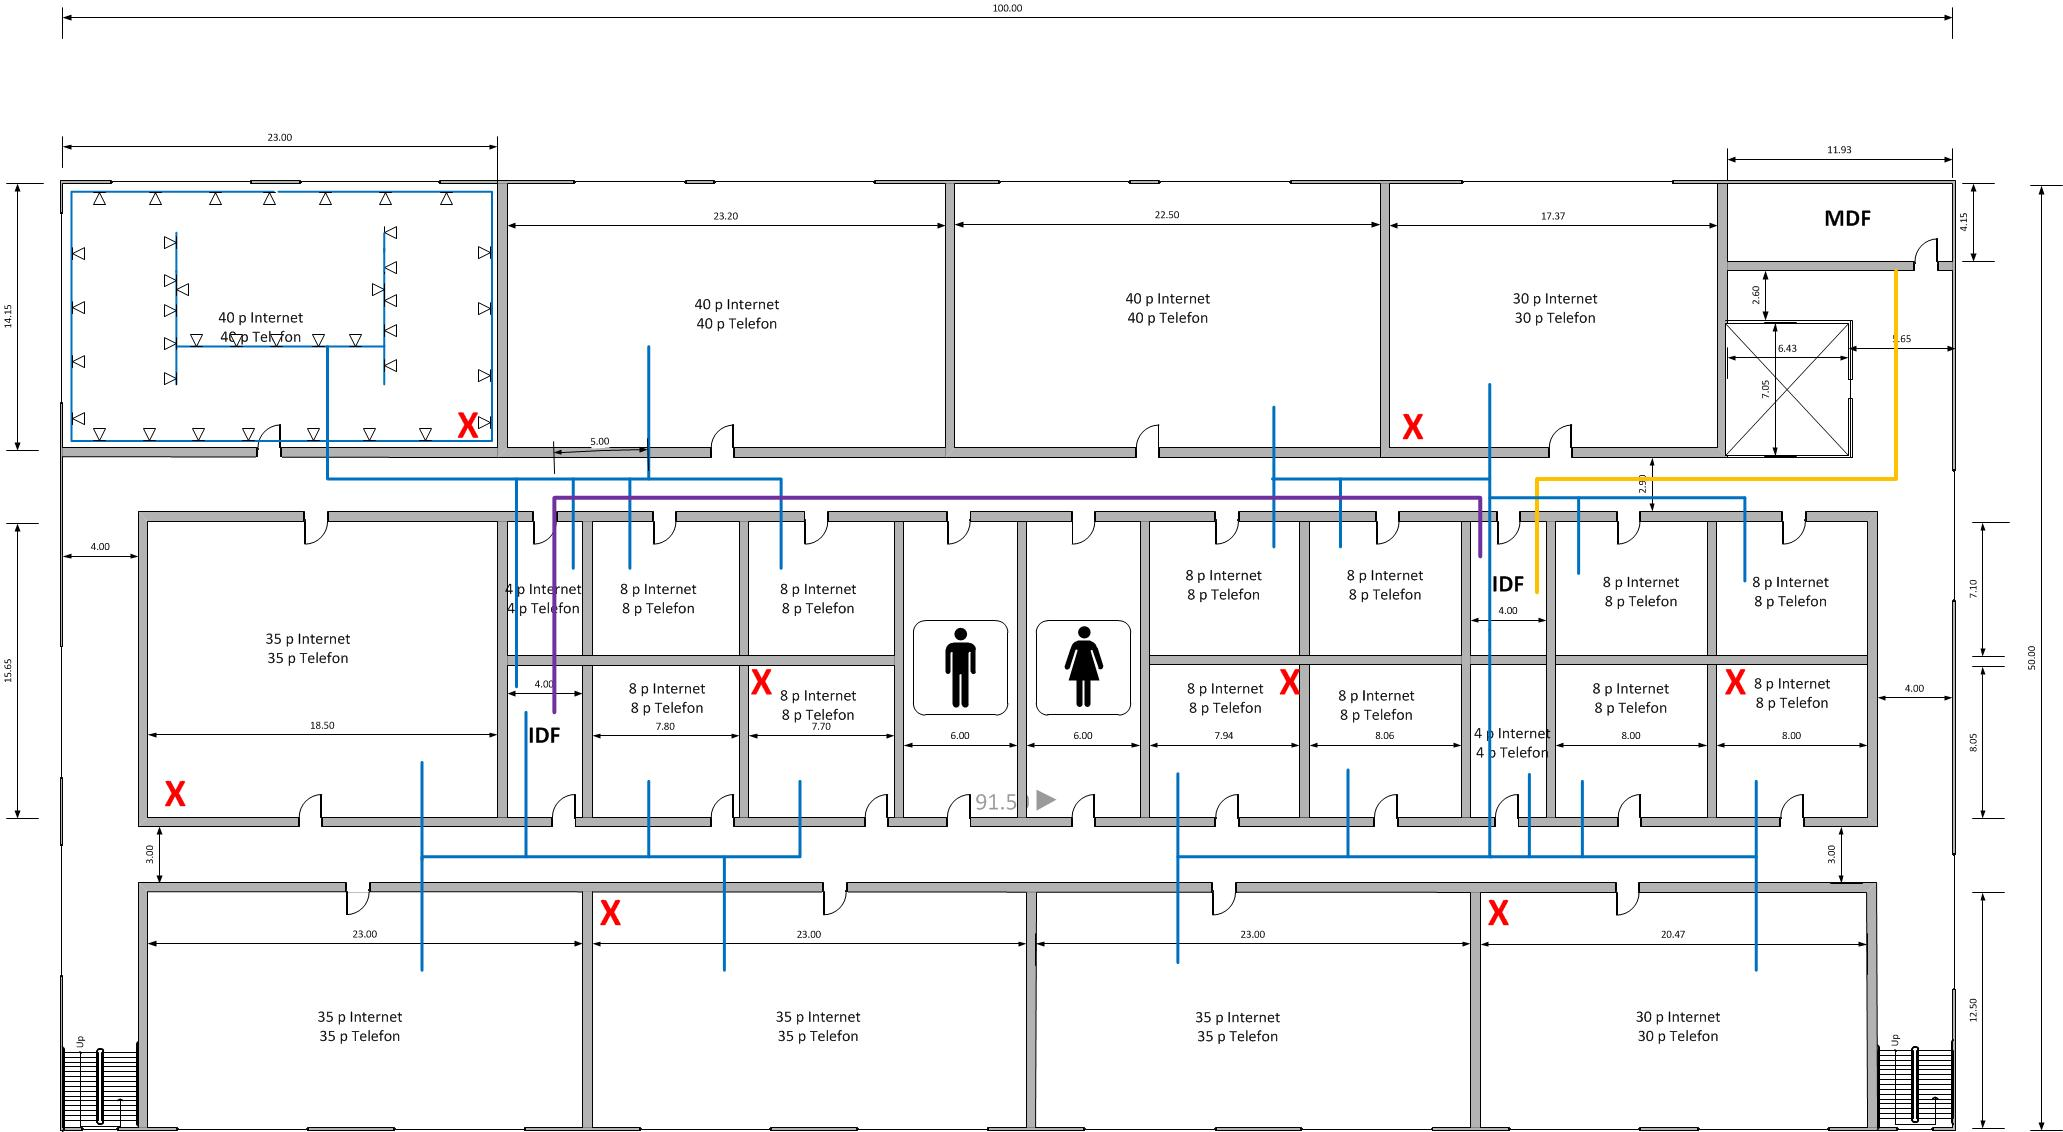 100.00
23.00
11.93
MDF
4.15
14.15
23.20
22.50
17.37
40 p Internet
40 p Telefon
40 p Internet
40 p Telefon
40 p Internet
40 p Telefon
30 p Internet
30 p Telefon
2.60
6.43
7.05
X
X
5.00
50.00
4.00
15.65
35 p Internet
35 p Telefon
18.50
X
4 p Internet
4 p Telefon
8 p Internet
8 p Telefon
8 p Internet
8 p Telefon
8 p Internet
8 p Telefon
8 p Internet
8 p Telefon
IDF
4.00
8 p Internet
8 p Telefon
8 p Internet
8 p Telefon
7.10
4.00
IDF
8 p Internet
8 p Telefon
7.80
X
8 p Internet
8 p Telefon
7.70
6.00
6.00
8 p Internet
8 p Telefon
7.94
X
8 p Internet
8 p Telefon
8.06
4 p Internet
4 p Telefon
8 p Internet
8 p Telefon
8.00
X
8 p Internet
8 p Telefon
8.00
4.00
8.05
91.50
3.00
3.00
X
X
23.00
23.00
23.00
20.47
35 p Internet
35 p Telefon
35 p Internet
35 p Telefon
35 p Internet
35 p Telefon
30 p Internet
30 p Telefon
12.50
Up
Up